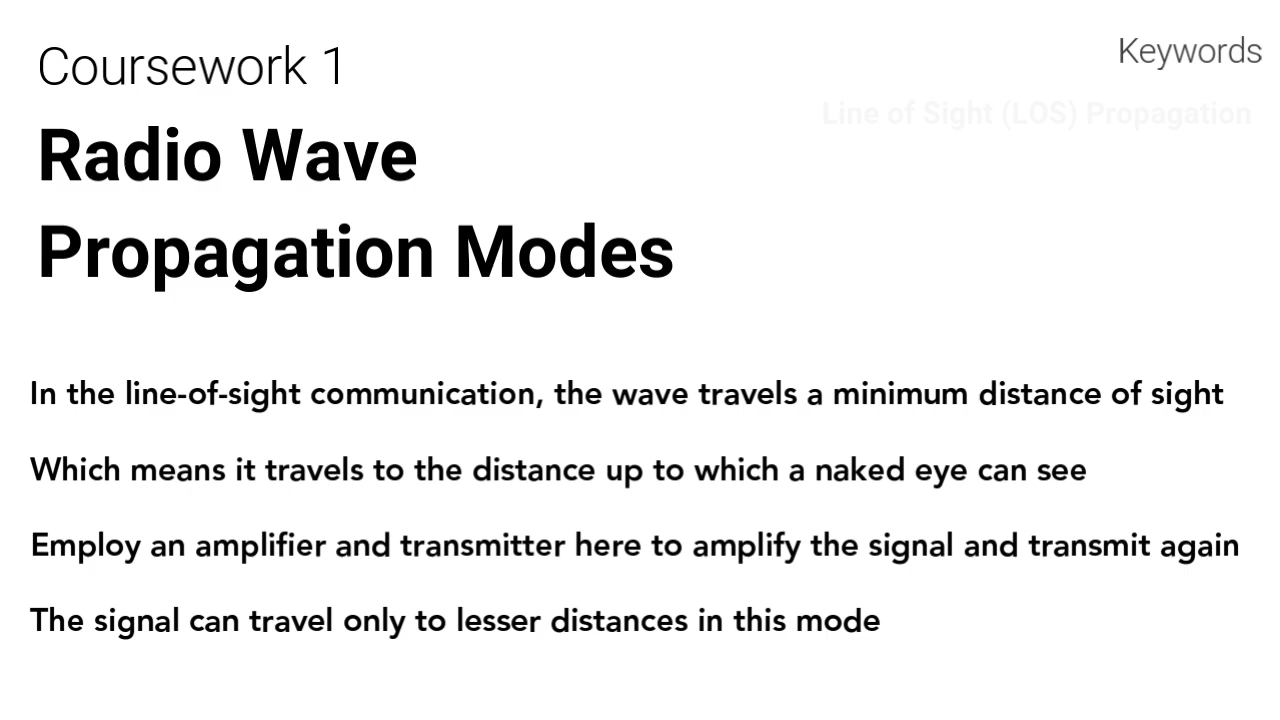 Coursework 1
Keywords
Line of Sight (LOS) Propagation
Radio Wave
Propagation Modes
In the line-of-sight communication, the wave travels a minimum distance of sight
Which means it travels to the distance up to which a naked eye can see
Employ an amplifier and transmitter here to amplify the signal and transmit again
The signal can travel only to lesser distances in this mode